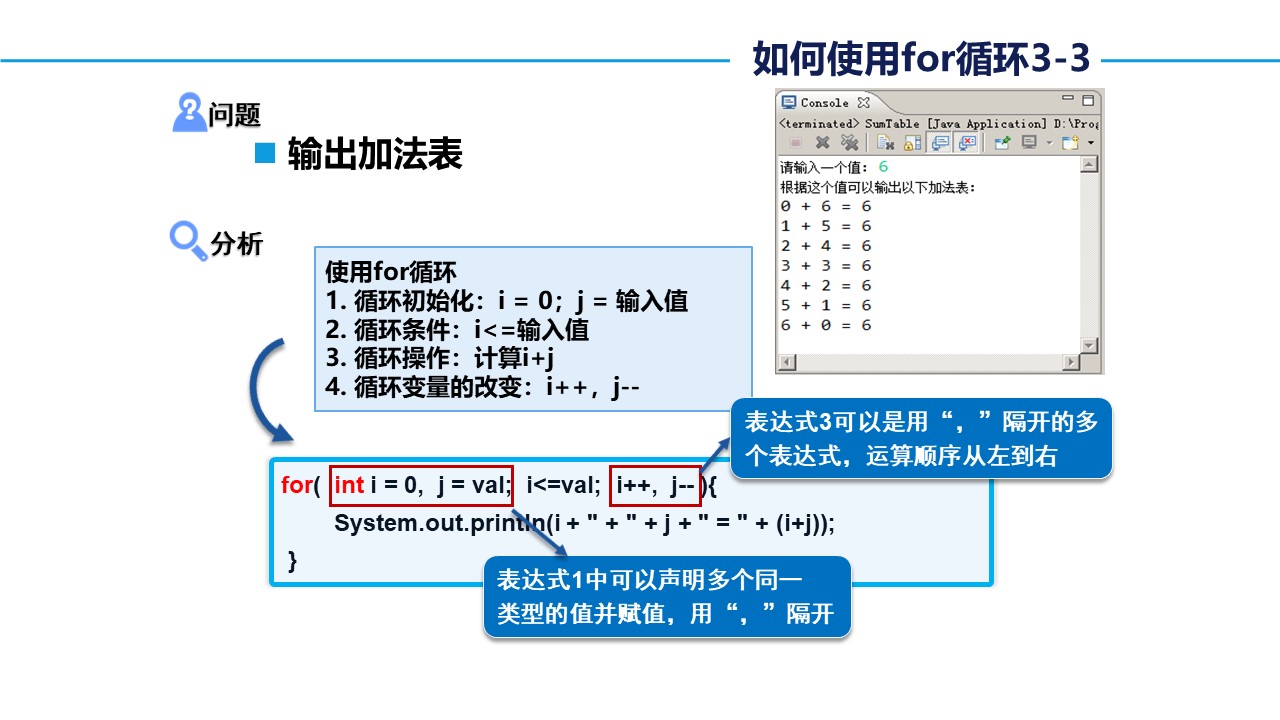 如何使用for循环3-3
问题
输出加法表
Console
<terminated> SumTable [Java Application] D:\Prog
请输入一个值：6
根据这个值可以输出以下加法表：
0 + 6 = 6
1 + 5 = 6
2 + 4 = 6
3 + 3 = 6
4 + 2 = 6
5 + 1 = 6
6 + 0 = 6
分析
使用for循环
1. 循环初始化：i = 0；j = 输入值
2. 循环条件：i<=输入值
3. 循环操作：计算i+j
4. 循环变量的改变：i++，j--
表达式3可以是用“，”隔开的多
个表达式，运算顺序从左到右
for( int i = 0, j = val; i<=val; i++, j-- ){
System.out.println(i + " + " + j + " = " + (i+j));
}
表达式1中可以声明多个同一
类型的值并赋值，用“，”隔开